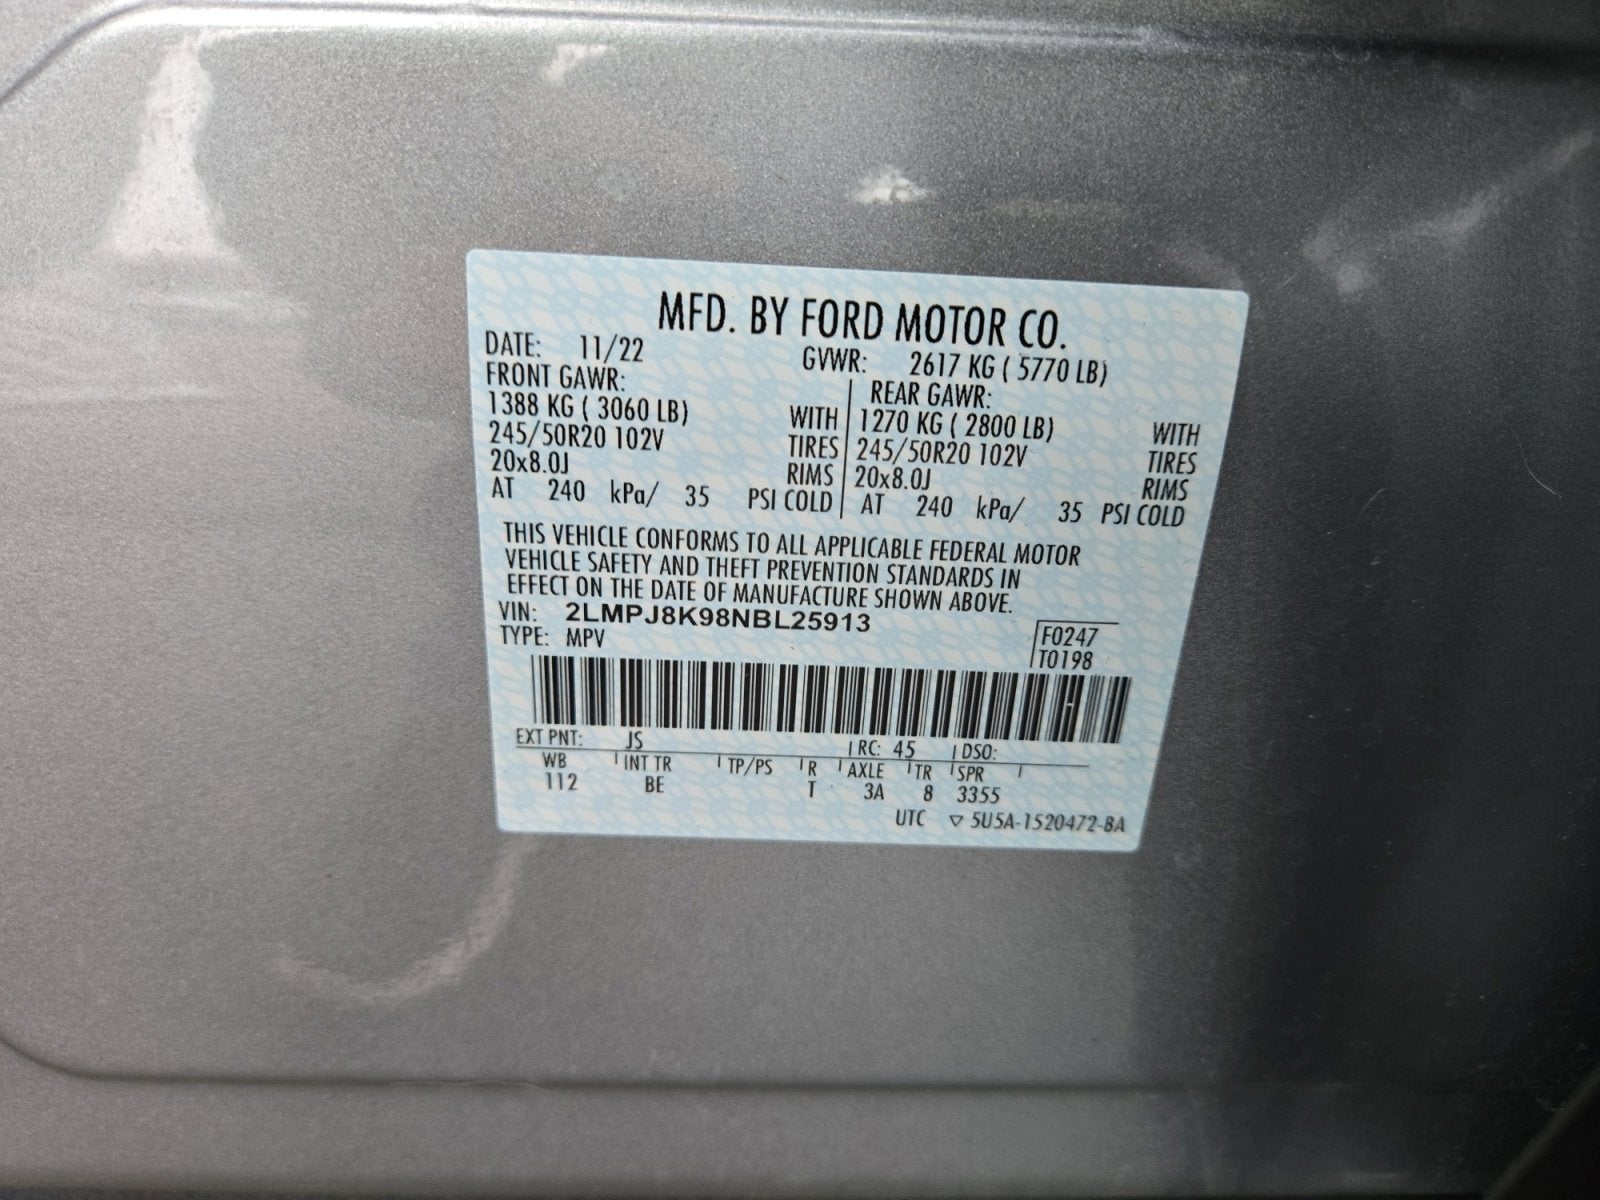 MFD. BY FORD MOTOR CO.
DATE: 11/22 GVWR: 2617 KG ( 5770 LB)
FRONT GAWR: REAR GAWR:
1388 KG ( 3060 LB) WITH 1270 KG ( 2800 LB) WITH
245/50R20 102V TIRES 245/50R20 102V TIRES
20x8.0J RIMS 20x8.0J RIMS
AT 240 kPa/ 35 PSI COLD AT 240 kPa/ 35 PSI COLD
THIS VEHICLE CONFORMS TO ALL APPLICABLE FEDERAL MOTOR
VEHICLE SAFETY AND THEFT PREVENTION STANDARDS IN
EFFECT ON THE DATE OF MANUFACTURE SHOWN ABOVE.
VIN: 2LMPJ8K98NBL25913
TYPE: MPV
F0247
T0198
EXT PNT: JS RC: 45 DSO:
WB INT TR TP/PS R AXLE TR SPR
112 BE T 3A 8 3355
UTC ▽ 5U5A-1520472-BA